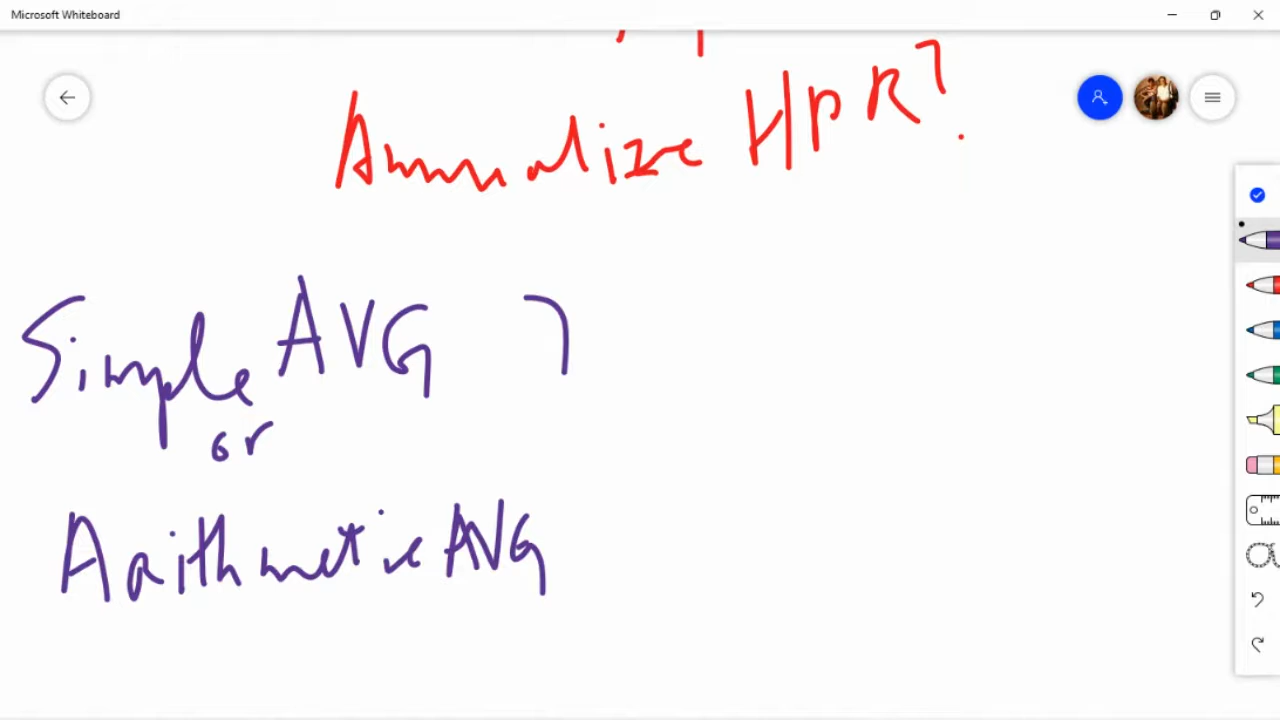 Microsoft Whiteboard
Annualize HPR?
Simple AVG
or
Arithmetic AVG